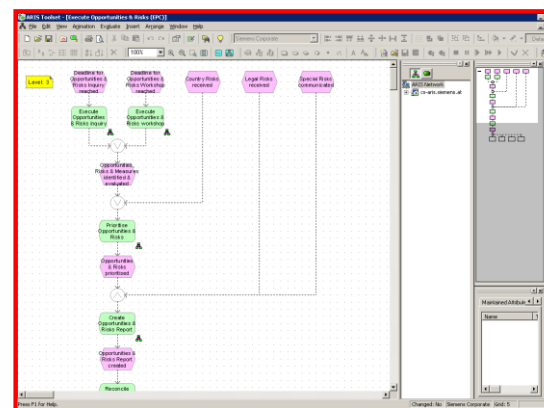 ARIS Toolset - [Execute Opportunities & Risks (EPC)]
File Edit View Animation Evaluate Insert Arrange Window Help
Siemens Corporate
100%
Level 3
Deadline for
Opportunities &
Risks Inquiry
reached
Deadline for
Opportunities &
Risks Workshop
reached
Country Risks
received
Legal Risks
received
Special Risks
communicated
Execute
Opportunities
& Risks inquiry
Execute
Opportunities
& Risks workshop
Opportunities,
Risks & Measures
identified &
evaluated
Prioritise
Opportunities &
Risks
Opportunities
& Risks
prioritised
Create
Opportunities &
Risks Report
Opportunities &
Risks Report
created
Reconcile
ARIS Network
cs-aris.siemens.at
Maintained Attribut
Name
Press F1 for Help.
Changed: No Siemens Corporate Grid: 5